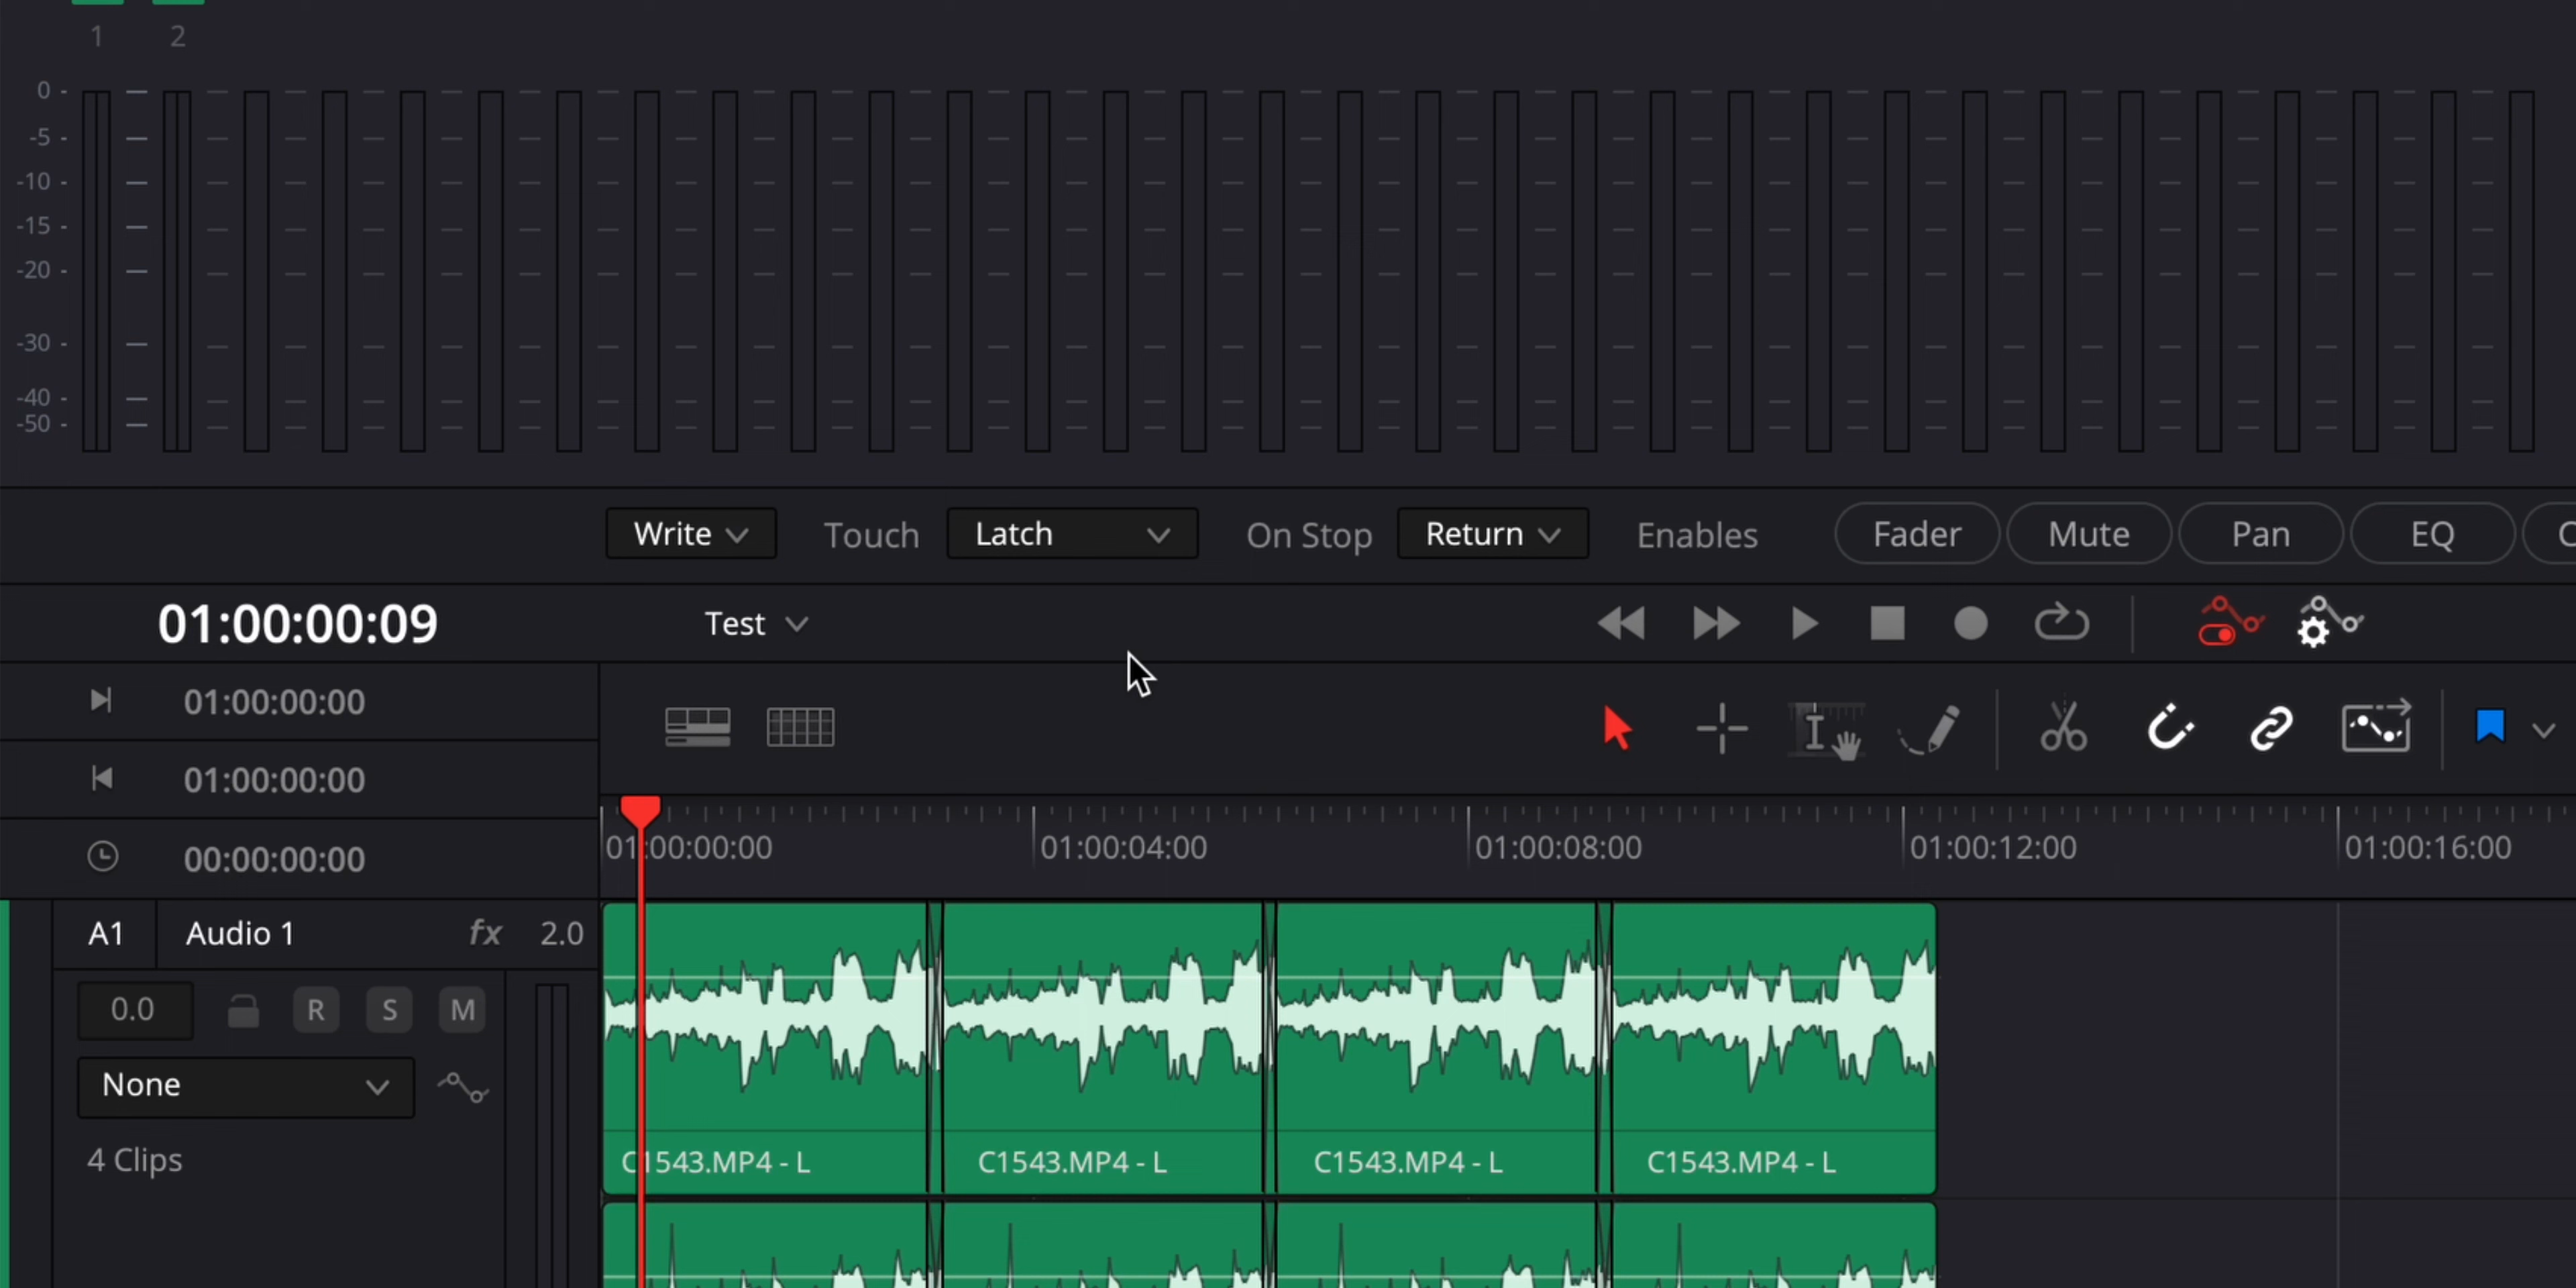 1 2
0 -
-5 -
-10 -
-15 -
-20 -
-30 -
-40 -
-50 -
Write Touch Latch On Stop Return Enables Fader Mute Pan EQ
01:00:00:09 Test
01:00:00:00
01:00:00:00
00:00:00:00
01:00:00:00 01:00:04:00 01:00:08:00 01:00:12:00 01:00:16:00
A1 Audio 1 fx 2.0
0.0 R S M
None
4 Clips
C1543.MP4 - L C1543.MP4 - L C1543.MP4 - L C1543.MP4 - L